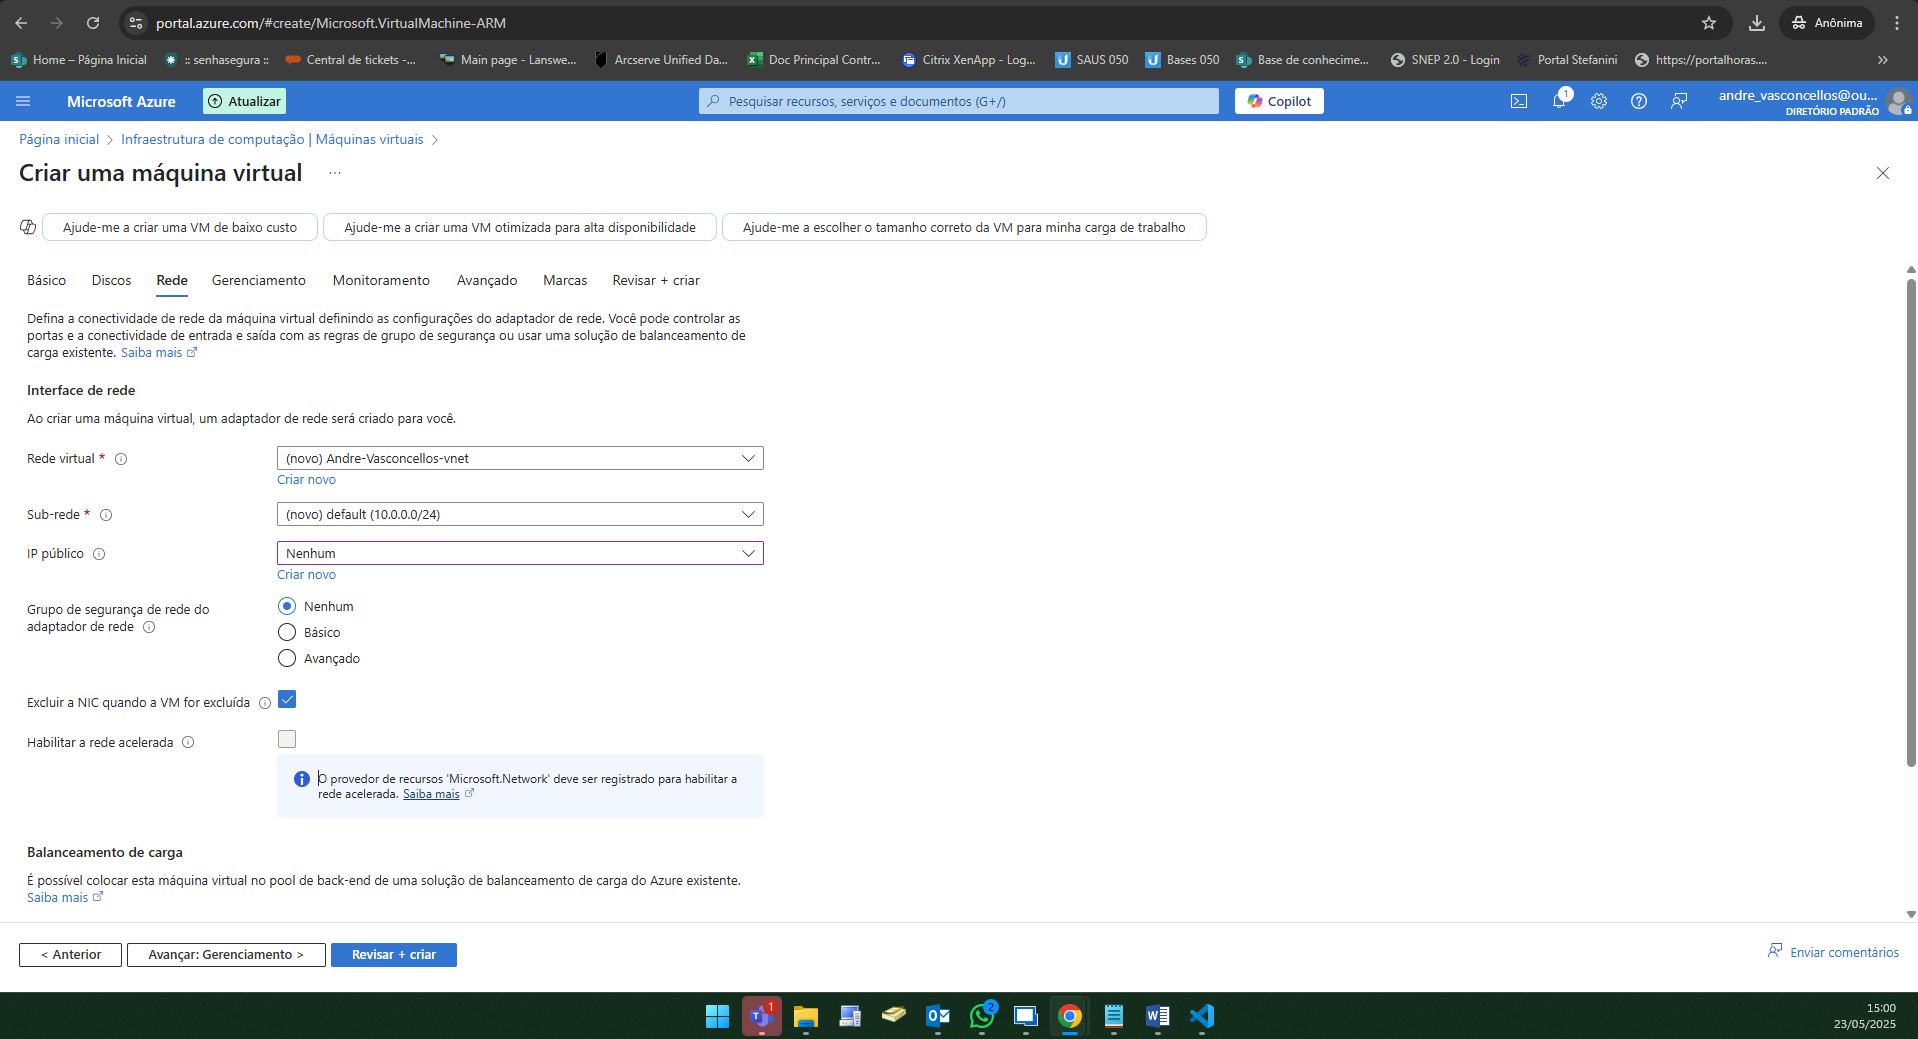 portal.azure.com/#create/Microsoft.VirtualMachine-ARM
Anônima
Home – Página Inicial
:: senhasegura ::
Central de tickets -...
Main page - Lanswe...
Arcserve Unified Da...
Doc Principal Contr...
Citrix XenApp - Log...
SAUS 050
Bases 050
Base de conhecime...
SNEP 2.0 - Login
Portal Stefanini
https://portalhoras....
Microsoft Azure
Atualizar
Pesquisar recursos, serviços e documentos (G+/)
Copilot
1
andre_vasconcellos@ou...
DIRETÓRIO PADRÃO
Página inicial > Infraestrutura de computação | Máquinas virtuais >
Criar uma máquina virtual ...
Ajude-me a criar uma VM de baixo custo
Ajude-me a criar uma VM otimizada para alta disponibilidade
Ajude-me a escolher o tamanho correto da VM para minha carga de trabalho
Básico
Discos
Rede
Gerenciamento
Monitoramento
Avançado
Marcas
Revisar + criar
Defina a conectividade de rede da máquina virtual definindo as configurações do adaptador de rede. Você pode controlar as
portas e a conectividade de entrada e saída com as regras de grupo de segurança ou usar uma solução de balanceamento de
carga existente. Saiba mais
Interface de rede
Ao criar uma máquina virtual, um adaptador de rede será criado para você.
Rede virtual *
(novo) Andre-Vasconcellos-vnet
Criar novo
Sub-rede *
(novo) default (10.0.0.0/24)
IP público
Nenhum
Criar novo
Grupo de segurança de rede do
adaptador de rede
Nenhum
Básico
Avançado
Excluir a NIC quando a VM for excluída
Habilitar a rede acelerada
O provedor de recursos 'Microsoft.Network' deve ser registrado para habilitar a
rede acelerada. Saiba mais
Balanceamento de carga
É possível colocar esta máquina virtual no pool de back-end de uma solução de balanceamento de carga do Azure existente.
Saiba mais
< Anterior
Avançar: Gerenciamento >
Revisar + criar
Enviar comentários
1
2
15:00
23/05/2025